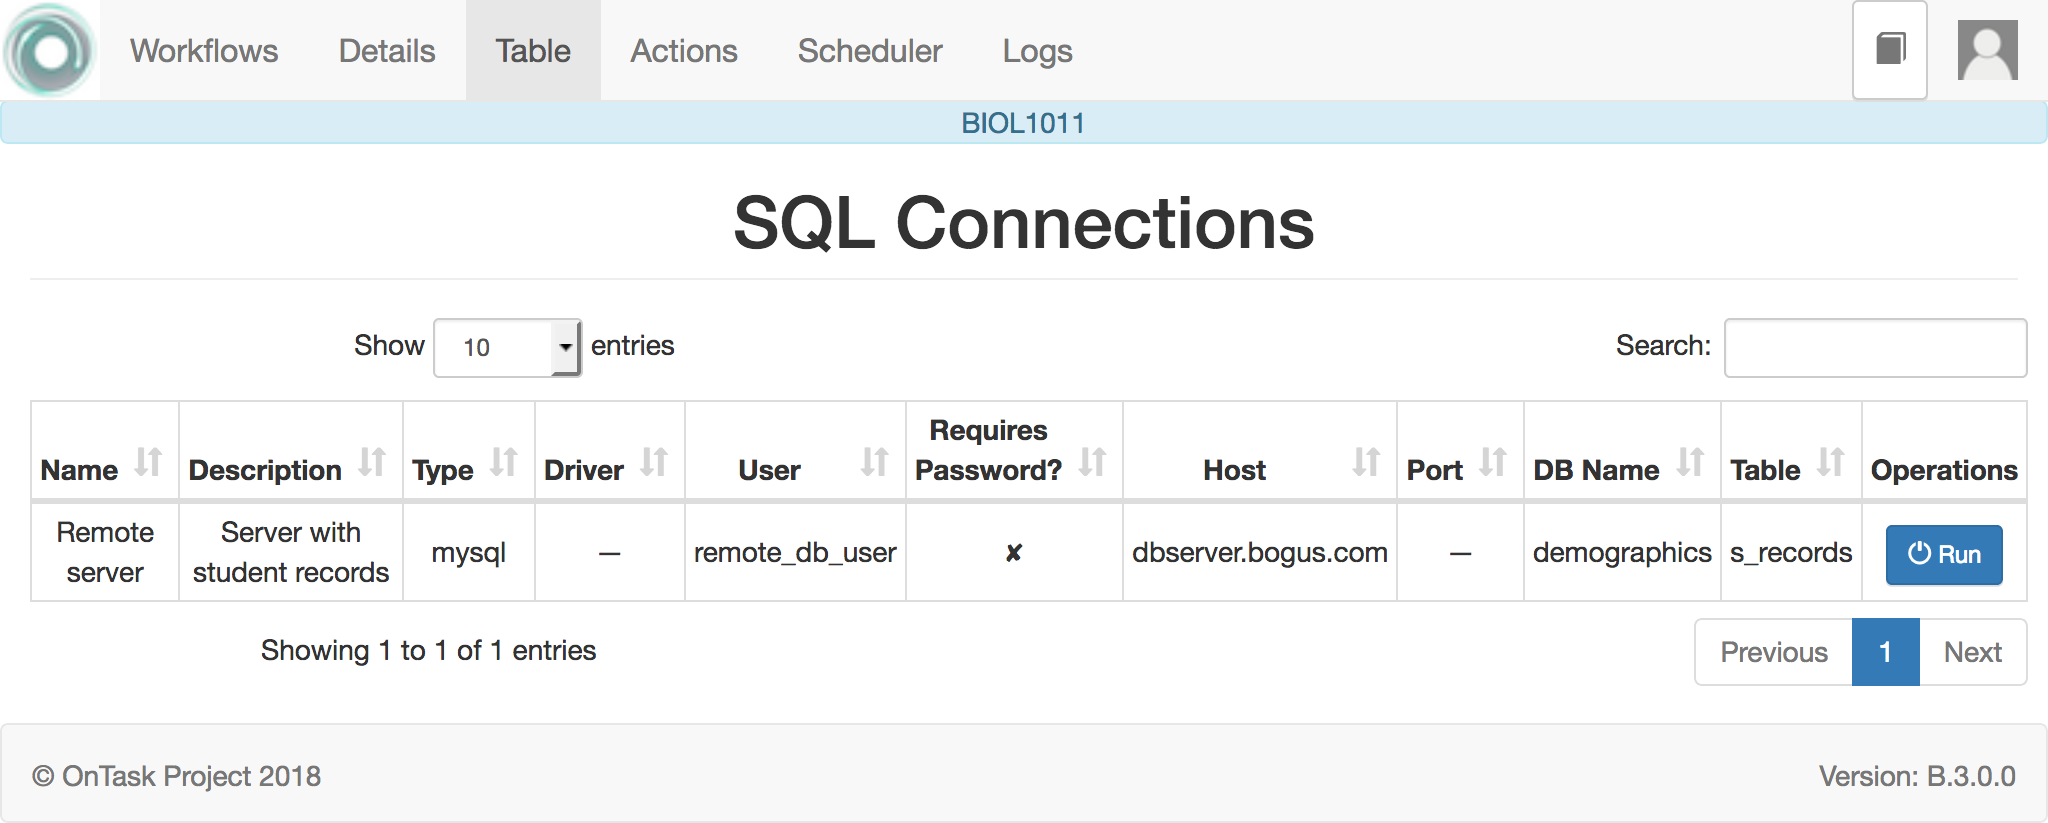 Workflows Details Table Actions Scheduler Logs
BIOL1011
SQL Connections
Show 10 entries Search:
Name Description Type Driver User Requires Password? Host Port DB Name Table Operations
Remote server Server with student records mysql — remote_db_user ✘ dbserver.bogus.com — demographics s_records Run
Showing 1 to 1 of 1 entries Previous 1 Next
© OnTask Project 2018 Version: B.3.0.0